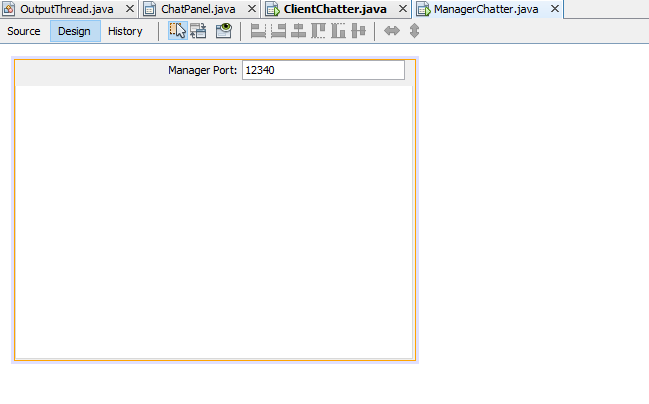 OutputThread.java ChatPanel.java ClientChatter.java ManagerChatter.java
Source Design History
Manager Port: 12340